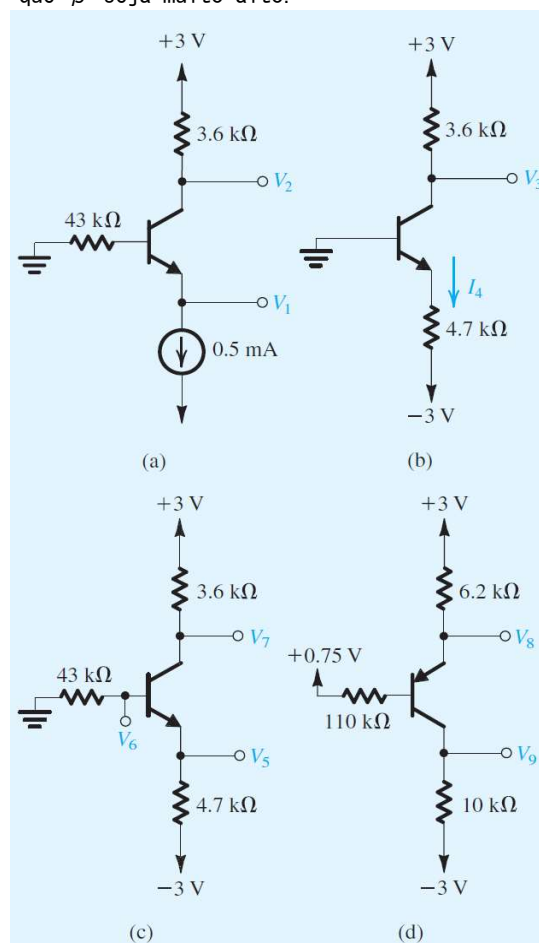 que β seja muito alto.
+3 V
+3 V
3.6 kΩ
3.6 kΩ
V2
V3
43 kΩ
I4
V1
4.7 kΩ
0.5 mA
−3 V
(a)
(b)
+3 V
+3 V
3.6 kΩ
6.2 kΩ
V7
V8
+0.75 V
43 kΩ
110 kΩ
V6
V5
V9
4.7 kΩ
10 kΩ
−3 V
−3 V
(c)
(d)